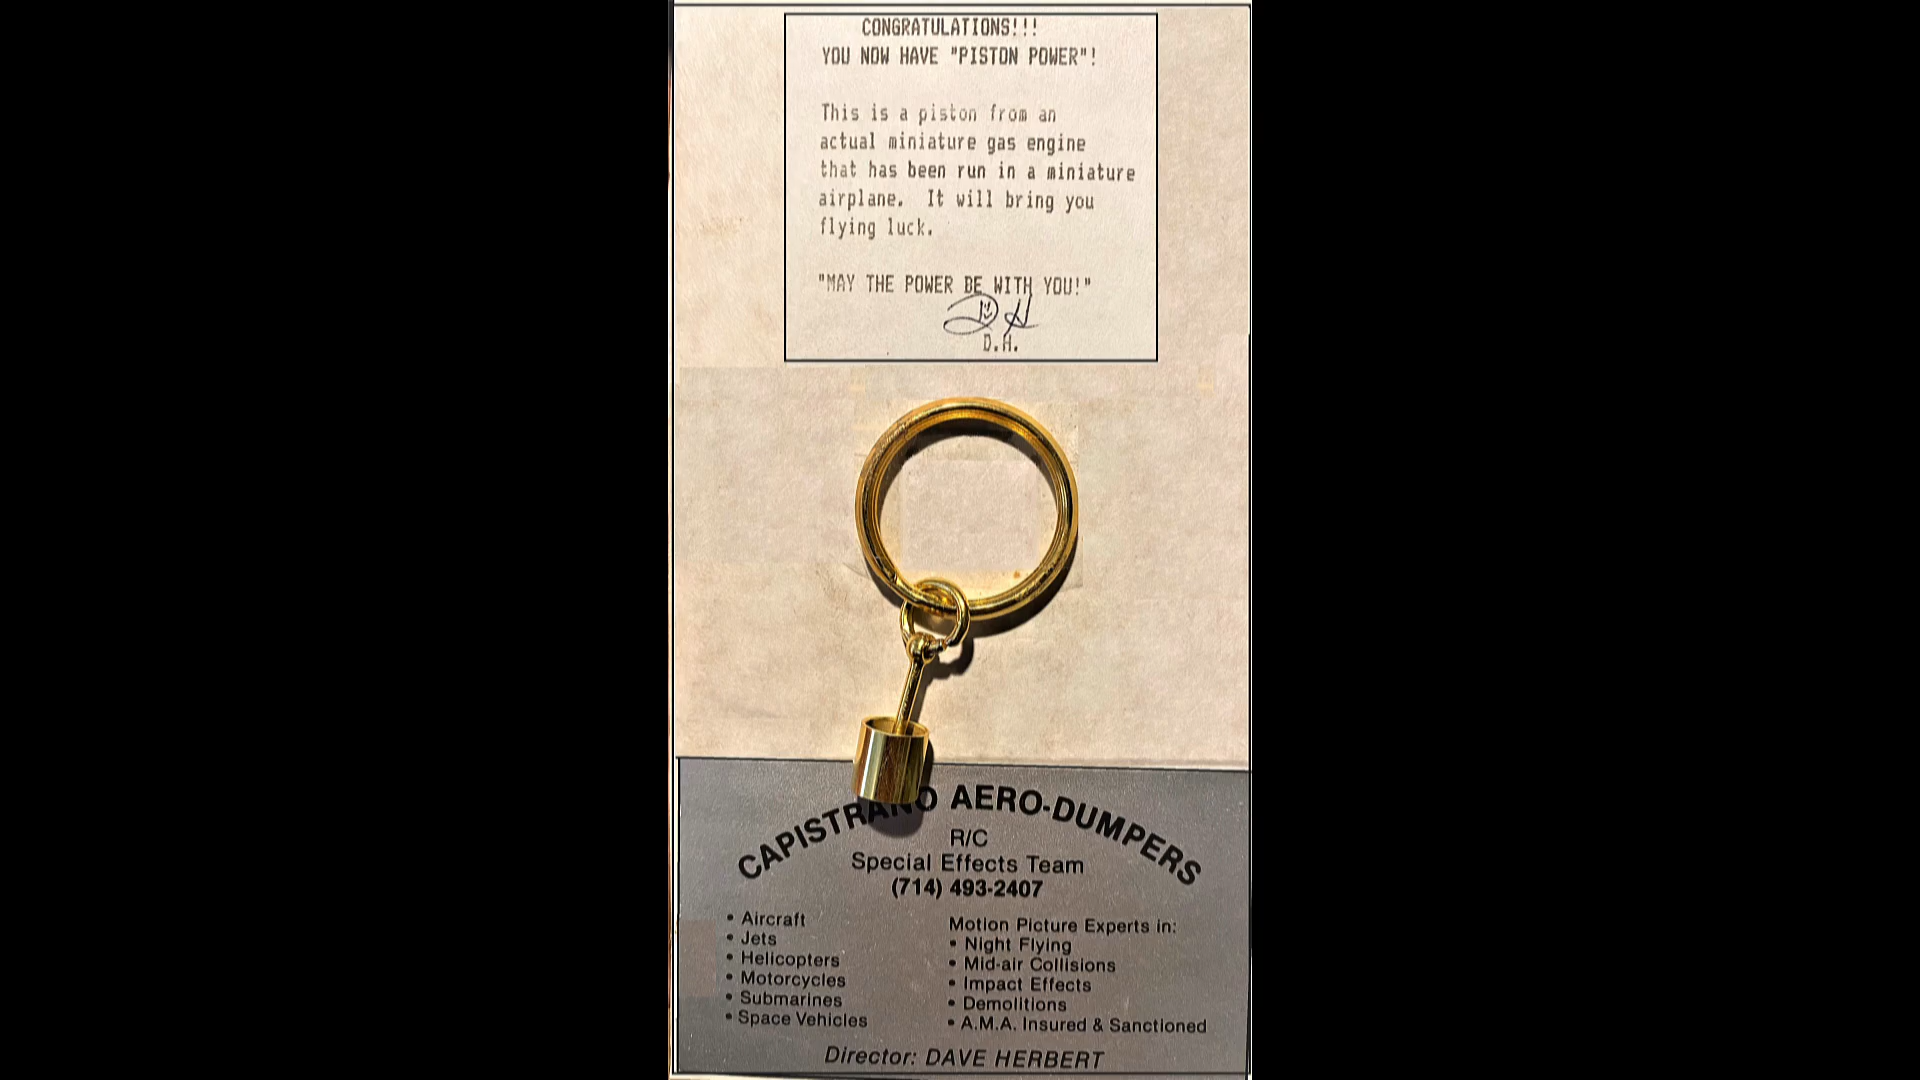 CONGRATULATIONS!!!
YOU NOW HAVE "PISTON POWER"!
This is a piston from an
actual miniature gas engine
that has been run in a miniature
airplane. It will bring you
flying luck.
"MAY THE POWER BE WITH YOU!"
DH
D.H.
CAPISTRANO AERO-DUMPERS
R/C
Special Effects Team
(714) 493-2407
• Aircraft
• Jets
• Helicopters
• Motorcycles
• Submarines
• Space Vehicles
Motion Picture Experts in:
• Night Flying
• Mid-air Collisions
• Impact Effects
• Demolitions
• A.M.A. Insured & Sanctioned
Director: DAVE HERBERT